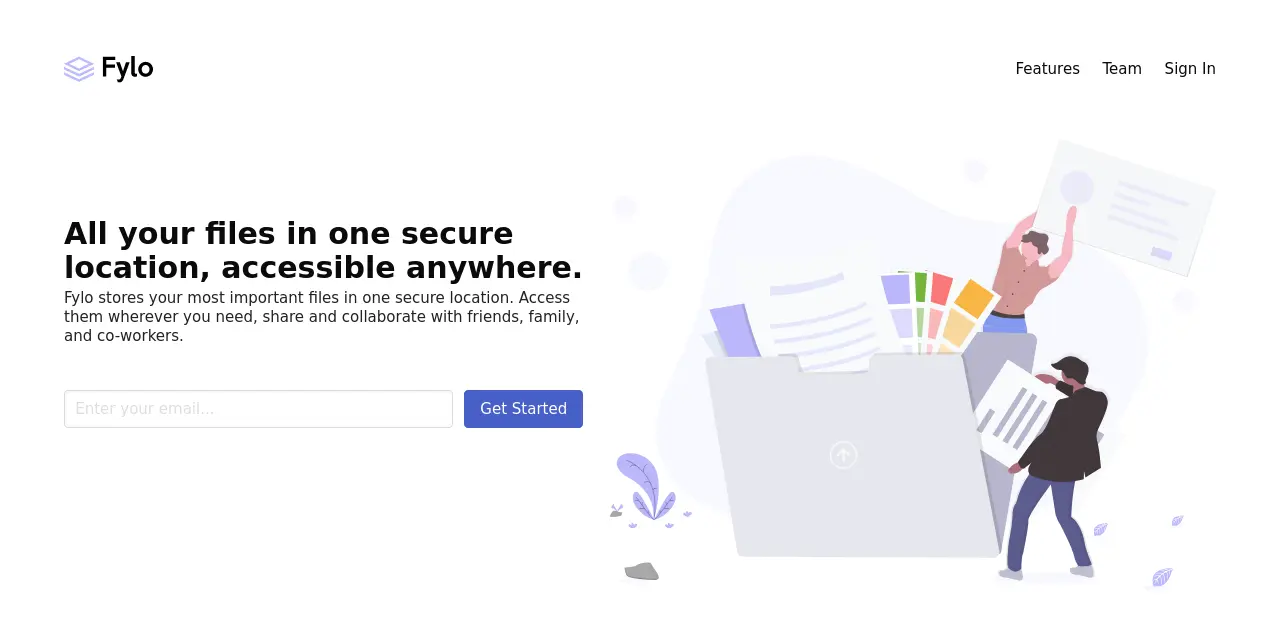 Fylo
Features Team Sign In
All your files in one secure
location, accessible anywhere.
Fylo stores your most important files in one secure location. Access
them wherever you need, share and collaborate with friends, family,
and co-workers.
Enter your email...
Get Started